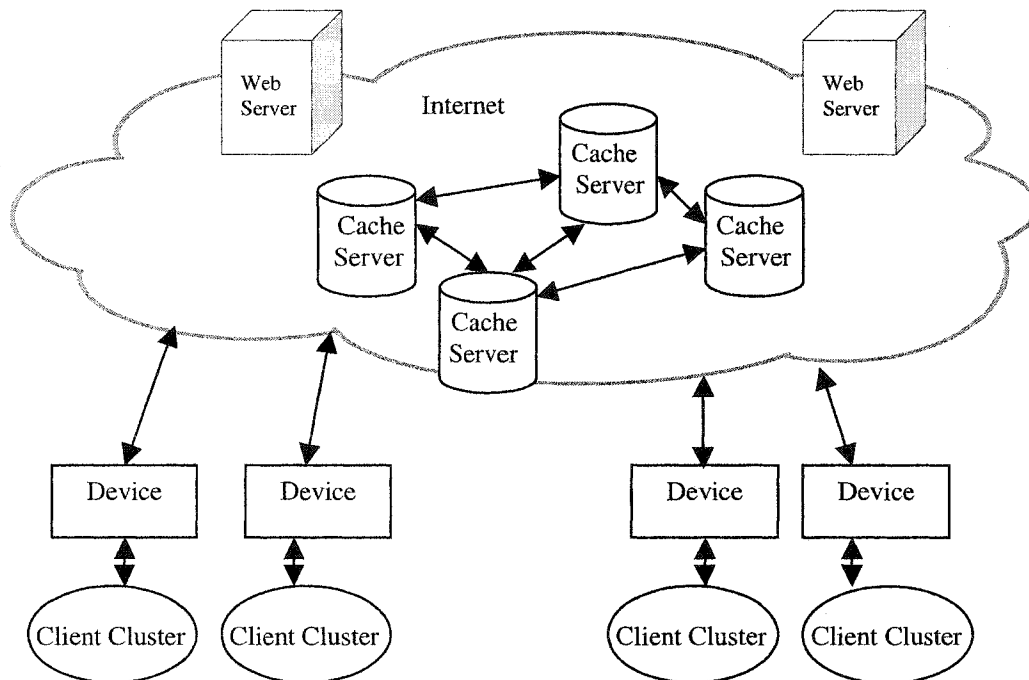 Web
Server
Web
Server
Internet
Cache
Server
Cache
Server
Cache
Server
Cache
Server
Device
Device
Device
Device
Client Cluster
Client Cluster
Client Cluster
Client Cluster